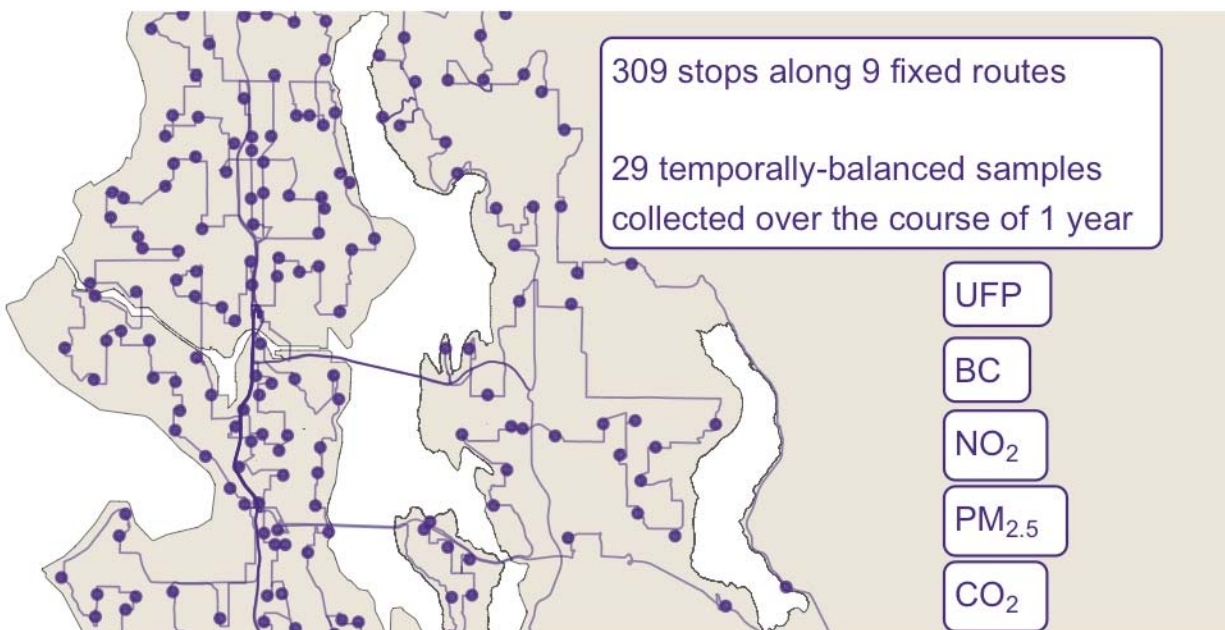 309 stops along 9 fixed routes
29 temporally-balanced samples
collected over the course of 1 year
UFP
BC
NO₂
PM₂.₅
CO₂